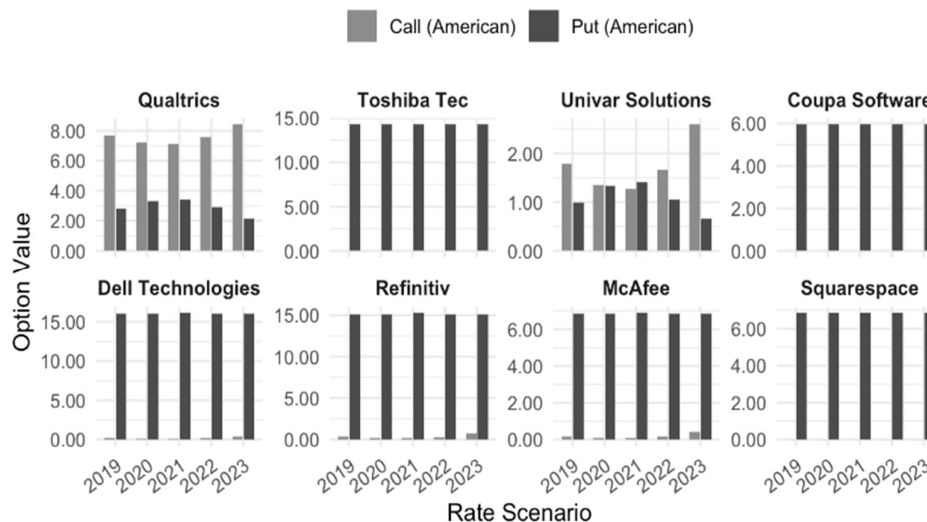 Call (American) Put (American)
Qualtrics Toshiba Tec Univar Solutions Coupa Software
8.00 15.00 2.00 6.00
6.00 10.00 1.00 4.00
4.00 5.00 0.00 2.00
2.00 0.00 0.00
0.00
Option Value
Dell Technologies Refinitiv McAfee Squarespace
15.00 15.00 6.00 6.00
10.00 10.00 4.00 4.00
5.00 5.00 2.00 2.00
0.00 0.00 0.00 0.00
2019 2020 2021 2022 2023 2019 2020 2021 2022 2023 2019 2020 2021 2022 2023 2019 2020 2021 2022 2023
Rate Scenario